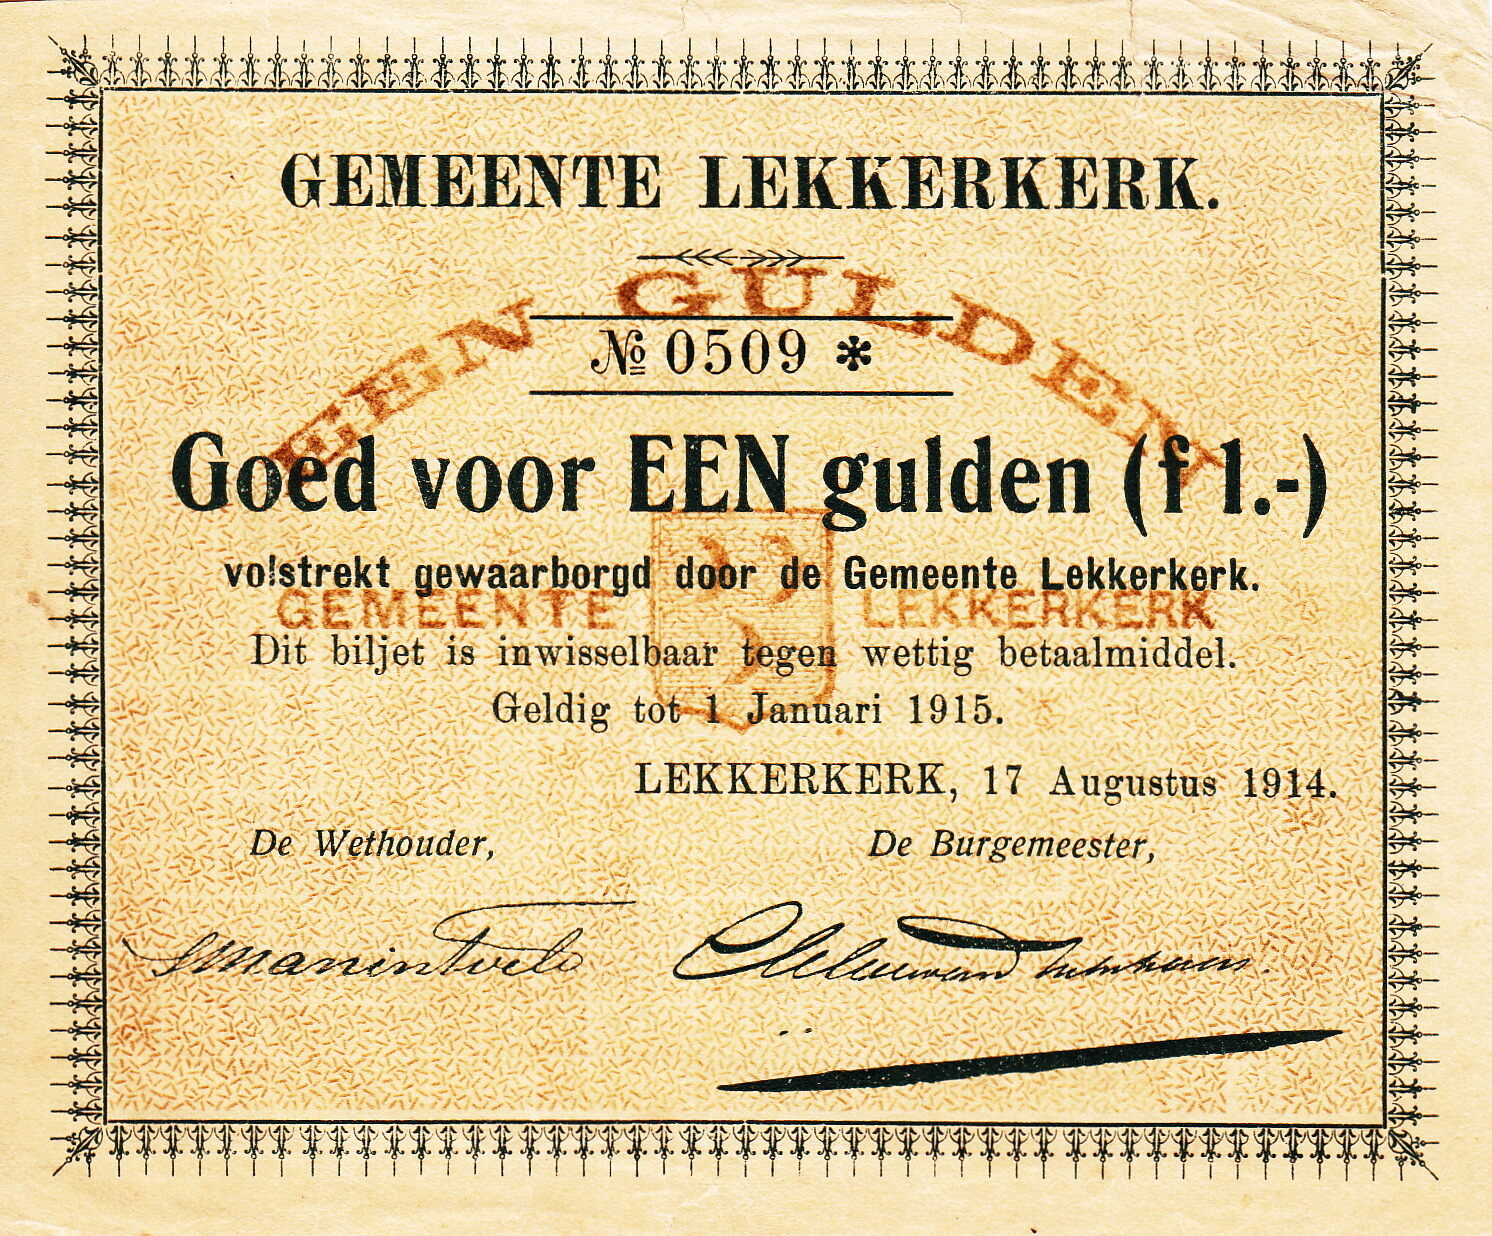 GEMEENTE LEKKERKERK.
EEN GULDEN
№ 0509 *
Goed voor EEN gulden (f 1.-)
volstrekt gewaarborgd door de Gemeente Lekkerkerk.
GEMEENTE LEKKERKERK
Dit biljet is inwisselbaar tegen wettig betaalmiddel.
Geldig tot 1 Januari 1915.
LEKKERKERK, 17 Augustus 1914.
De Wethouder, De Burgemeester,